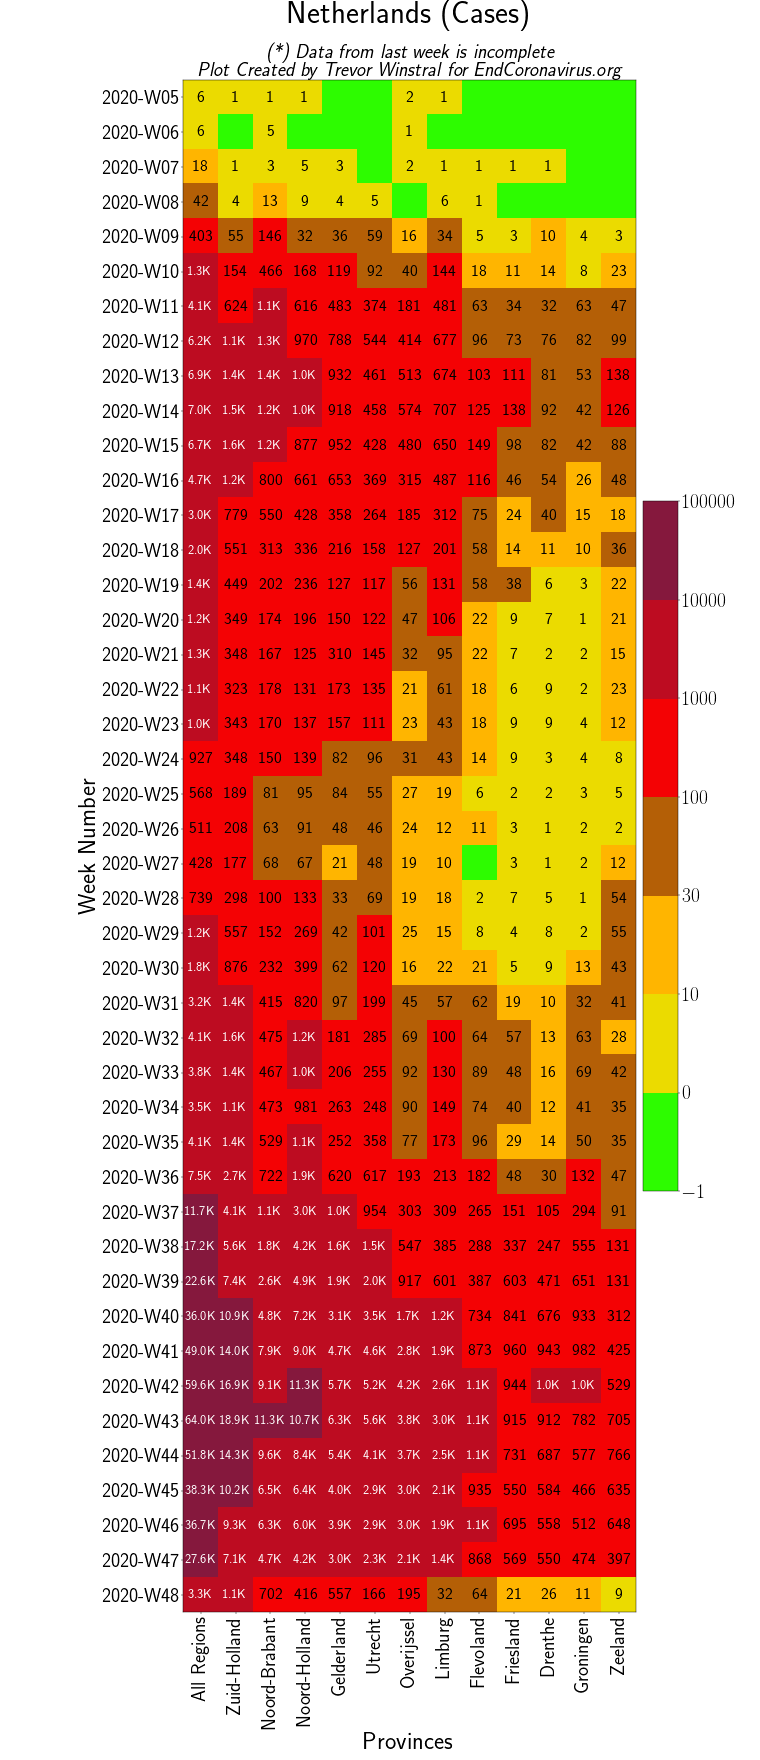 Netherlands (Cases)
(*) Data from last week is incomplete
Plot Created by Trevor Winstral for EndCoronavirus.org
2020-W05 6 1 1 1 2 1
2020-W06 6 5 1
2020-W07 18 1 3 5 3 2 1 1 1 1
2020-W08 42 4 13 9 4 5 6 1
2020-W09 403 55 146 32 36 59 16 34 5 3 10 4 3
2020-W10 1.3K 154 466 168 119 92 40 144 18 11 14 8 23
2020-W11 4.1K 624 1.1K 616 483 374 181 481 63 34 32 63 47
2020-W12 6.2K 1.1K 1.3K 970 788 544 414 677 96 73 76 82 99
2020-W13 6.9K 1.4K 1.4K 1.0K 932 461 513 674 103 111 81 53 138
2020-W14 7.0K 1.5K 1.2K 1.0K 918 458 574 707 125 138 92 42 126
2020-W15 6.7K 1.6K 1.2K 877 952 428 480 650 149 98 82 42 88
2020-W16 4.7K 1.2K 800 661 653 369 315 487 116 46 54 26 48
2020-W17 3.0K 779 550 428 358 264 185 312 75 24 40 15 18
2020-W18 2.0K 551 313 336 216 158 127 201 58 14 11 10 36
2020-W19 1.4K 449 202 236 127 117 56 131 58 38 6 3 22
2020-W20 1.2K 349 174 196 150 122 47 106 22 9 7 1 21
2020-W21 1.3K 348 167 125 310 145 32 95 22 7 2 2 15
2020-W22 1.1K 323 178 131 173 135 21 61 18 6 9 2 23
2020-W23 1.0K 343 170 137 157 111 23 43 18 9 9 4 12
2020-W24 927 348 150 139 82 96 31 43 14 9 3 4 8
2020-W25 568 189 81 95 84 55 27 19 6 2 2 3 5
2020-W26 511 208 63 91 48 46 24 12 11 3 1 2 2
2020-W27 428 177 68 67 21 48 19 10 3 1 2 12
2020-W28 739 298 100 133 33 69 19 18 2 7 5 1 54
2020-W29 1.2K 557 152 269 42 101 25 15 8 4 8 2 55
2020-W30 1.8K 876 232 399 62 120 16 22 21 5 9 13 43
2020-W31 3.2K 1.4K 415 820 97 199 45 57 62 19 10 32 41
2020-W32 4.1K 1.6K 475 1.2K 181 285 69 100 64 57 13 63 28
2020-W33 3.8K 1.4K 467 1.0K 206 255 92 130 89 48 16 69 42
2020-W34 3.5K 1.1K 473 981 263 248 90 149 74 40 12 41 35
2020-W35 4.1K 1.4K 529 1.1K 252 358 77 173 96 29 14 50 35
2020-W36 7.5K 2.7K 722 1.9K 620 617 193 213 182 48 30 132 47
2020-W37 11.7K 4.1K 1.1K 3.0K 1.0K 954 303 309 265 151 105 294 91
2020-W38 17.2K 5.6K 1.8K 4.2K 1.6K 1.5K 547 385 288 337 247 555 131
2020-W39 22.6K 7.4K 2.6K 4.9K 1.9K 2.0K 917 601 387 603 471 651 131
2020-W40 36.0K 10.9K 4.8K 7.2K 3.1K 3.5K 1.7K 1.2K 734 841 676 933 312
2020-W41 49.0K 14.0K 7.9K 9.0K 4.7K 4.6K 2.8K 1.9K 873 960 943 982 425
2020-W42 59.6K 16.9K 9.1K 11.3K 5.7K 5.2K 4.2K 2.6K 1.1K 944 1.0K 1.0K 529
2020-W43 64.0K 18.9K 11.3K 10.7K 6.3K 5.6K 3.8K 3.0K 1.1K 915 912 782 705
2020-W44 51.8K 14.3K 9.6K 8.4K 5.4K 4.1K 3.7K 2.5K 1.1K 731 687 577 766
2020-W45 38.3K 10.2K 6.5K 6.4K 4.0K 2.9K 3.0K 2.1K 935 550 584 466 635
2020-W46 36.7K 9.3K 6.3K 6.0K 3.9K 2.9K 3.0K 1.9K 1.1K 695 558 512 648
2020-W47 27.6K 7.1K 4.7K 4.2K 3.0K 2.3K 2.1K 1.4K 868 569 550 474 397
2020-W48 3.3K 1.1K 702 416 557 166 195 32 64 21 26 11 9
Week Number
All Regions
Zuid-Holland
Noord-Brabant
Noord-Holland
Gelderland
Utrecht
Overijssel
Limburg
Flevoland
Friesland
Drenthe
Groningen
Zeeland
Provinces
100000
10000
1000
100
30
10
0
−1